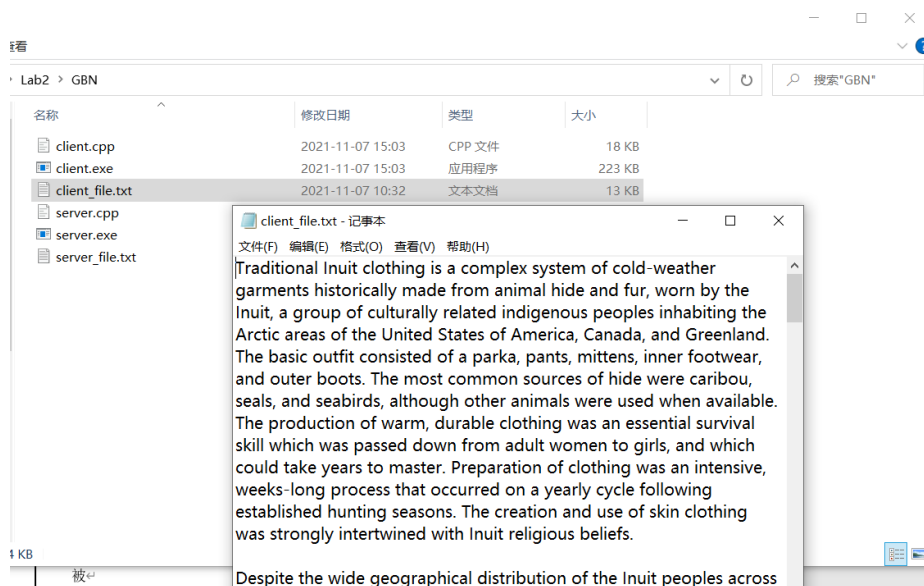 查看
Lab2 > GBN
搜索"GBN"
名称 修改日期 类型 大小
client.cpp 2021-11-07 15:03 CPP 文件 18 KB
client.exe 2021-11-07 15:03 应用程序 223 KB
client_file.txt 2021-11-07 10:32 文本文档 13 KB
server.cpp
server.exe
server_file.txt
client_file.txt - 记事本
文件(F) 编辑(E) 格式(O) 查看(V) 帮助(H)
Traditional Inuit clothing is a complex system of cold-weather
garments historically made from animal hide and fur, worn by the
Inuit, a group of culturally related indigenous peoples inhabiting the
Arctic areas of the United States of America, Canada, and Greenland.
The basic outfit consisted of a parka, pants, mittens, inner footwear,
and outer boots. The most common sources of hide were caribou,
seals, and seabirds, although other animals were used when available.
The production of warm, durable clothing was an essential survival
skill which was passed down from adult women to girls, and which
could take years to master. Preparation of clothing was an intensive,
weeks-long process that occurred on a yearly cycle following
established hunting seasons. The creation and use of skin clothing
was strongly intertwined with Inuit religious beliefs.
Despite the wide geographical distribution of the Inuit peoples across
4 KB
被